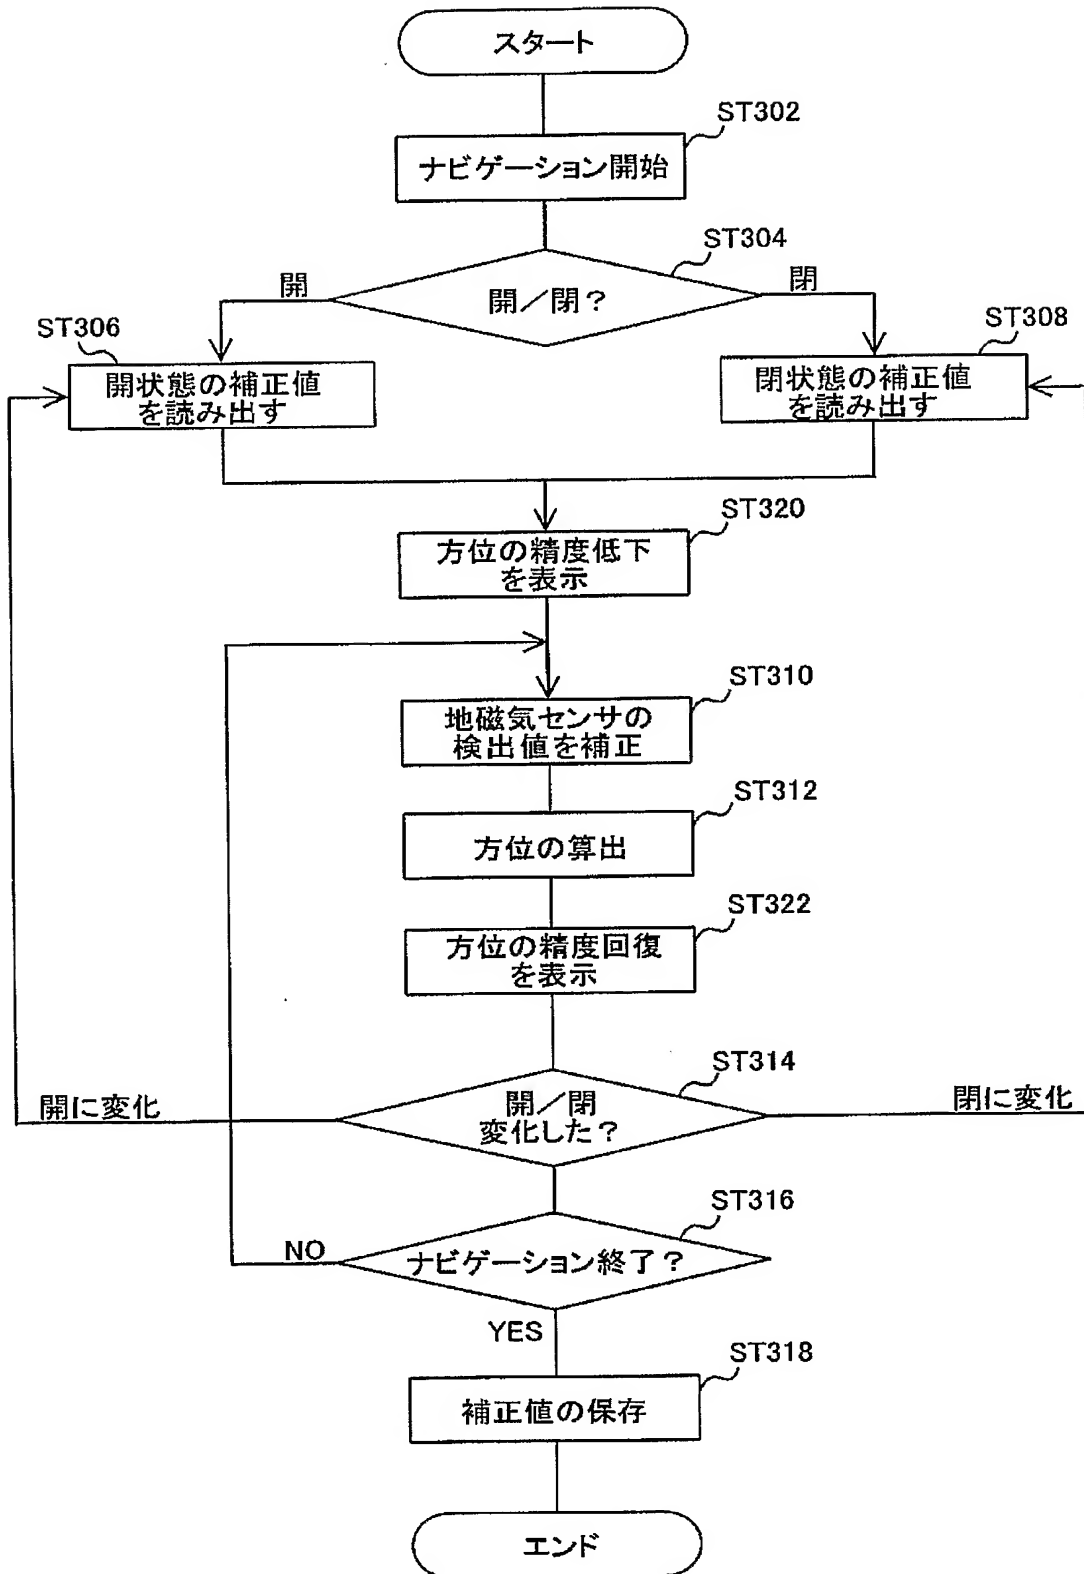 スタート
ST302
ナビゲーション開始
ST304
開
開／閉？
閉
ST306
開状態の補正値
を読み出す
ST308
閉状態の補正値
を読み出す
ST320
方位の精度低下
を表示
ST310
地磁気センサの
検出値を補正
ST312
方位の算出
ST322
方位の精度回復
を表示
ST314
開に変化
開／閉
変化した？
閉に変化
ST316
NO
ナビゲーション終了？
YES
ST318
補正値の保存
エンド